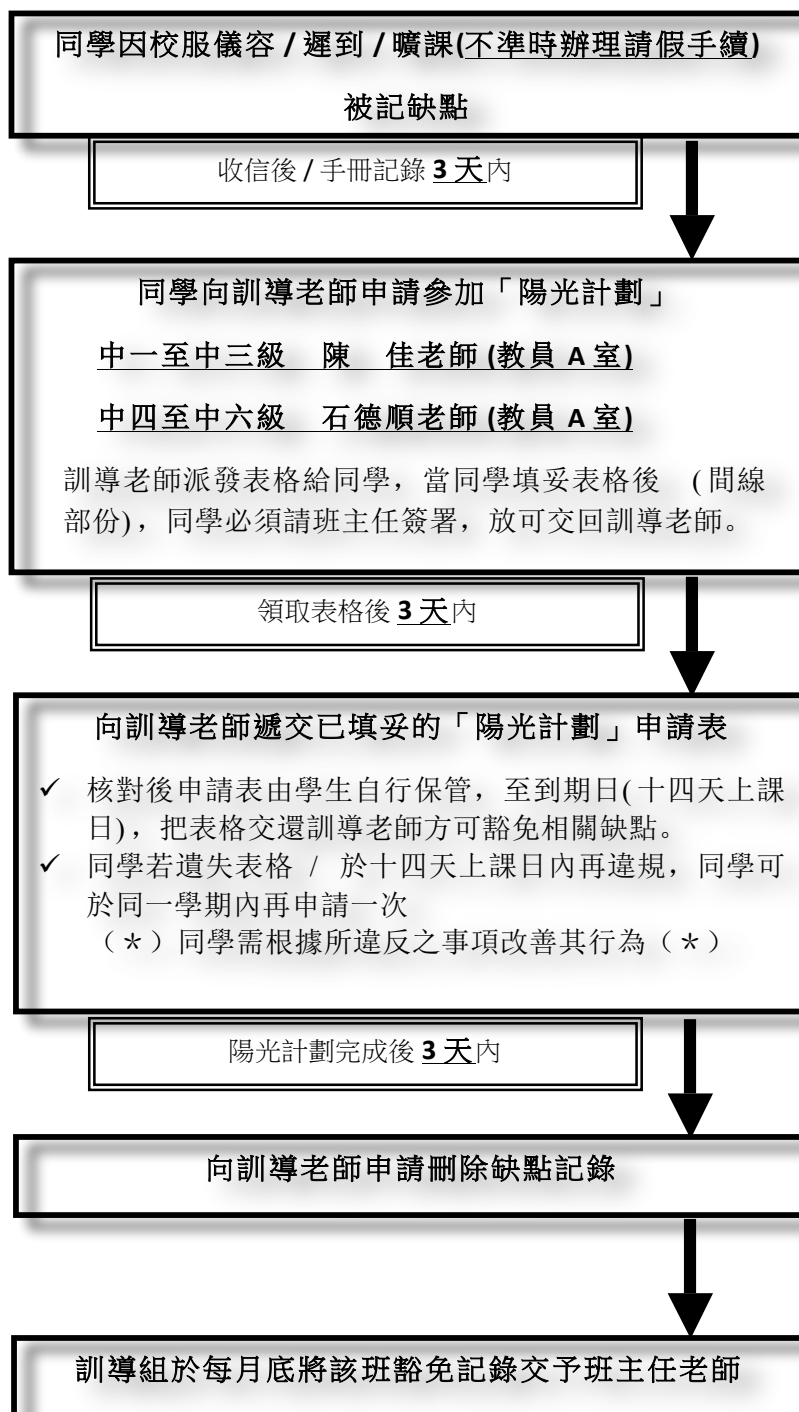 同學因校服儀容 / 遲到 / 曠課(不準時辦理請假手續)
被記缺點
收信後 / 手冊記錄 3 天內
同學向訓導老師申請參加「陽光計劃」
中一至中三級　陳　佳老師 (教員 A 室)
中四至中六級　石德順老師 (教員 A 室)
訓導老師派發表格給同學，當同學填妥表格後　(間線
部份)，同學必須請班主任簽署，放可交回訓導老師。
領取表格後 3 天內
向訓導老師遞交已填妥的「陽光計劃」申請表
✓ 核對後申請表由學生自行保管，至到期日(十四天上課
日)，把表格交還訓導老師方可豁免相關缺點。
✓ 同學若遺失表格 / 於十四天上課日內再違規，同學可
於同一學期內再申請一次
（＊）同學需根據所違反之事項改善其行為（＊）
陽光計劃完成後 3 天內
向訓導老師申請刪除缺點記錄
訓導組於每月底將該班豁免記錄交予班主任老師